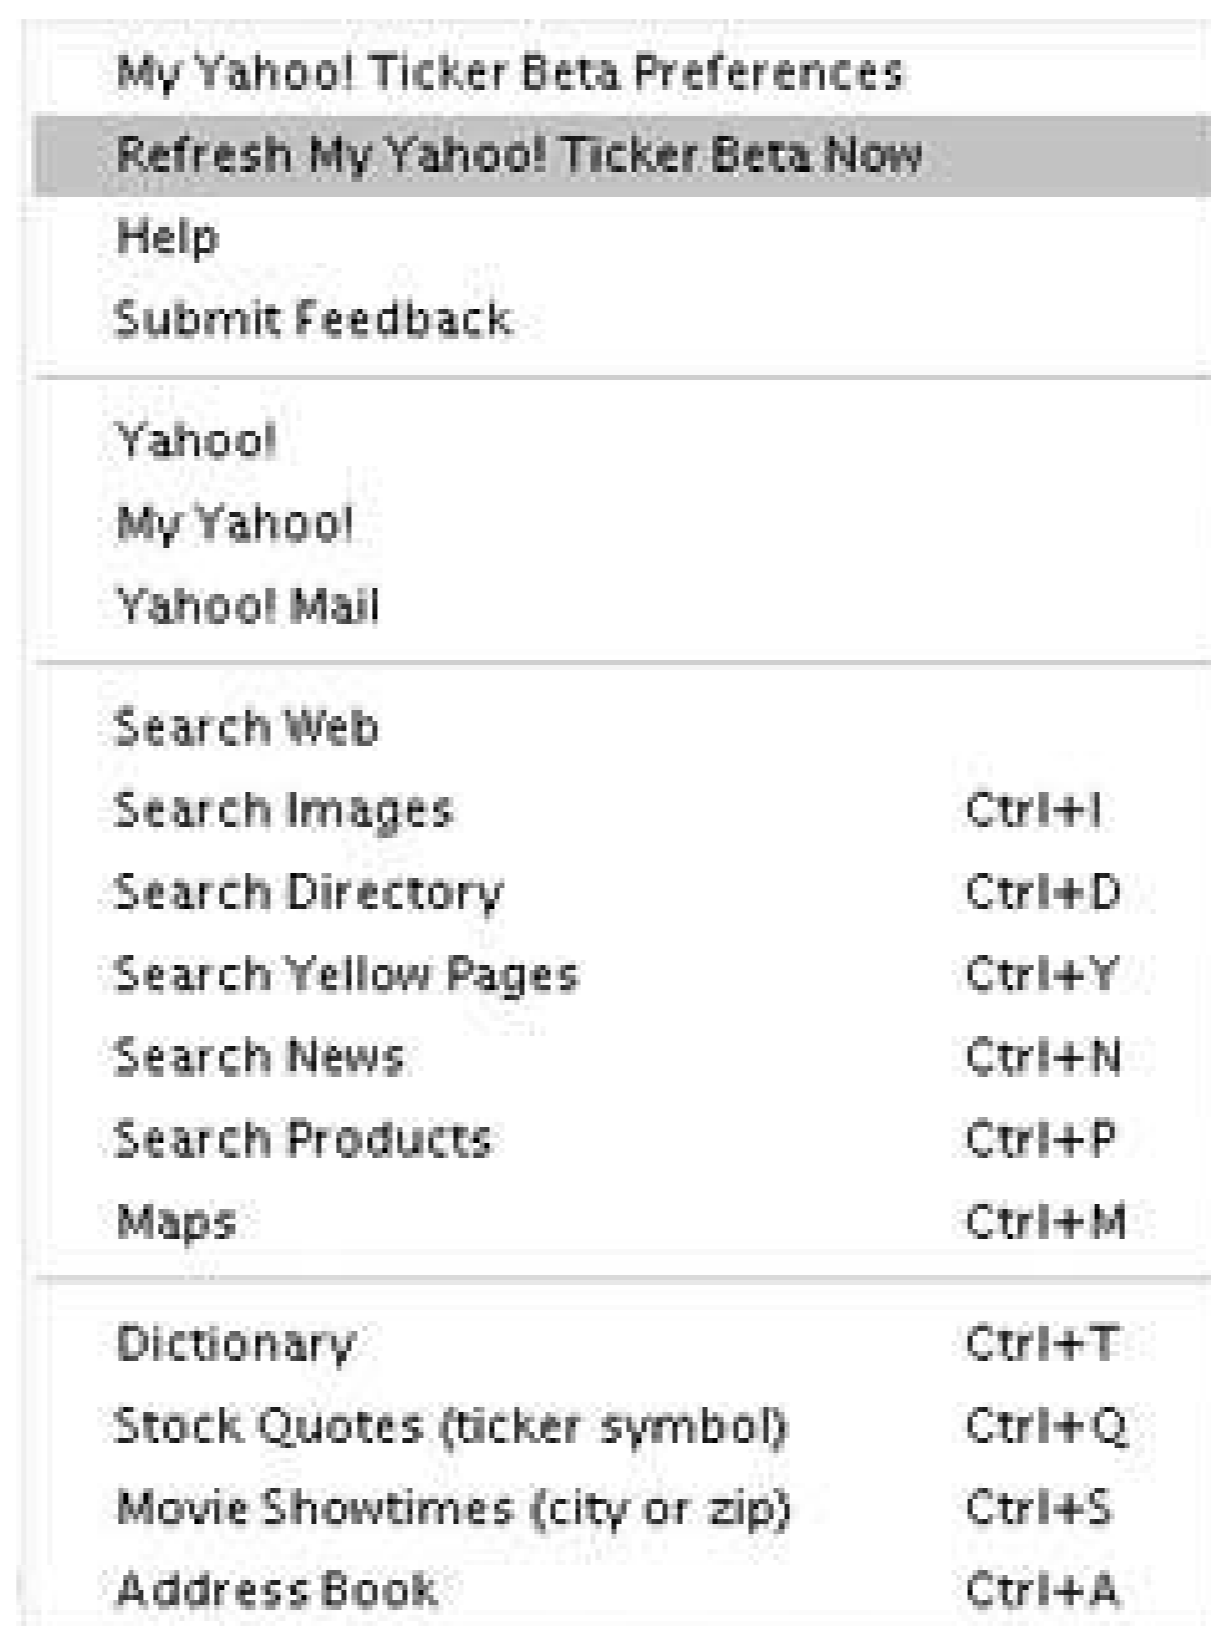 My Yahoo! Ticker Beta Preferences
Refresh My Yahoo! Ticker Beta Now
Help
Submit Feedback
Yahoo!
My Yahoo!
Yahoo! Mail
Search Web
Search Images Ctrl+I
Search Directory Ctrl+D
Search Yellow Pages Ctrl+Y
Search News Ctrl+N
Search Products Ctrl+P
Maps Ctrl+M
Dictionary Ctrl+T
Stock Quotes (ticker symbol) Ctrl+Q
Movie Showtimes (city or zip) Ctrl+S
Address Book Ctrl+A